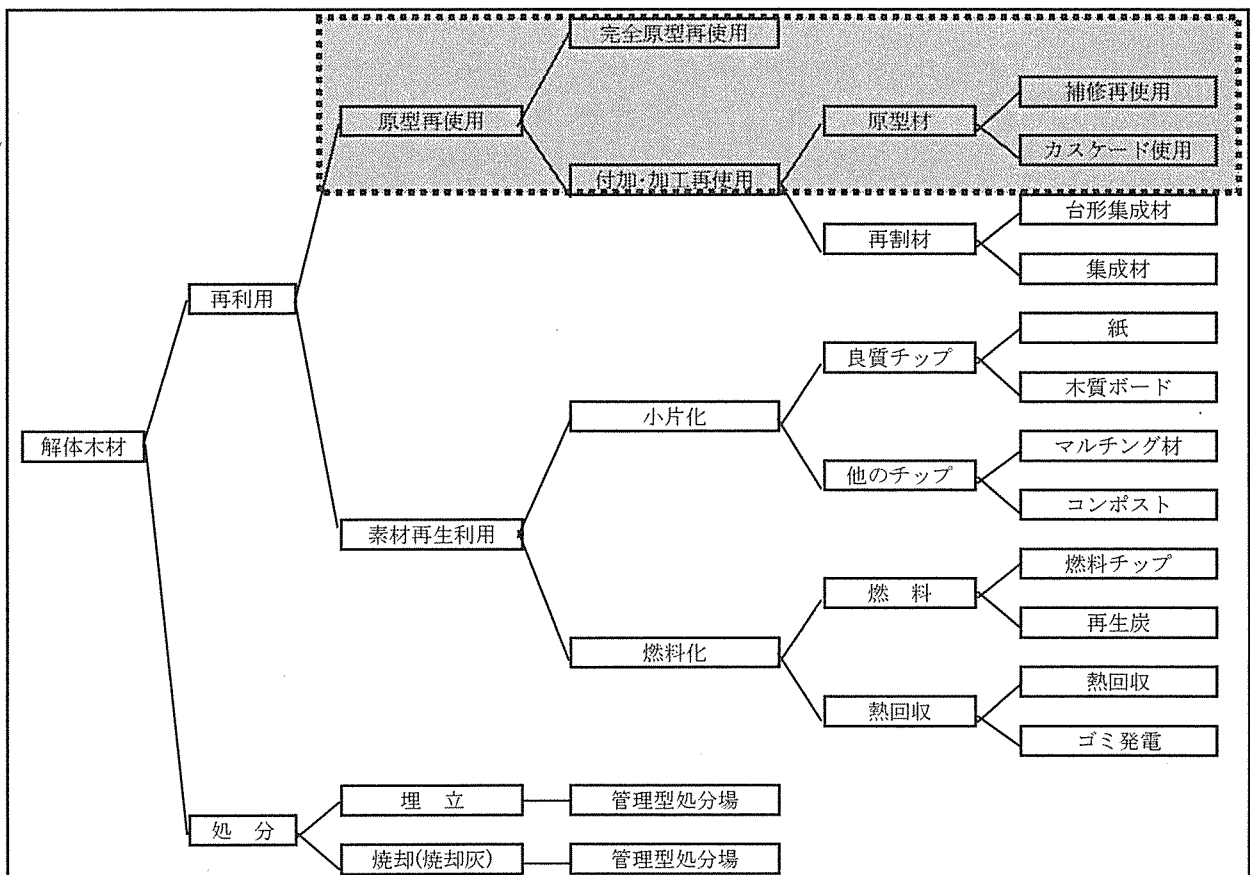 完全原型再使用
補修再使用
原型再使用
原型材
カスケード使用
付加・加工再使用
台形集成材
再割材
集成材
再利用
紙
良質チップ
木質ボード
小片化
解体木材
マルチング材
他のチップ
コンポスト
素材再生利用
燃料チップ
燃 料
再生炭
燃料化
熱回収
熱回収
ゴミ発電
埋 立
管理型処分場
処 分
焼却(焼却灰)
管理型処分場